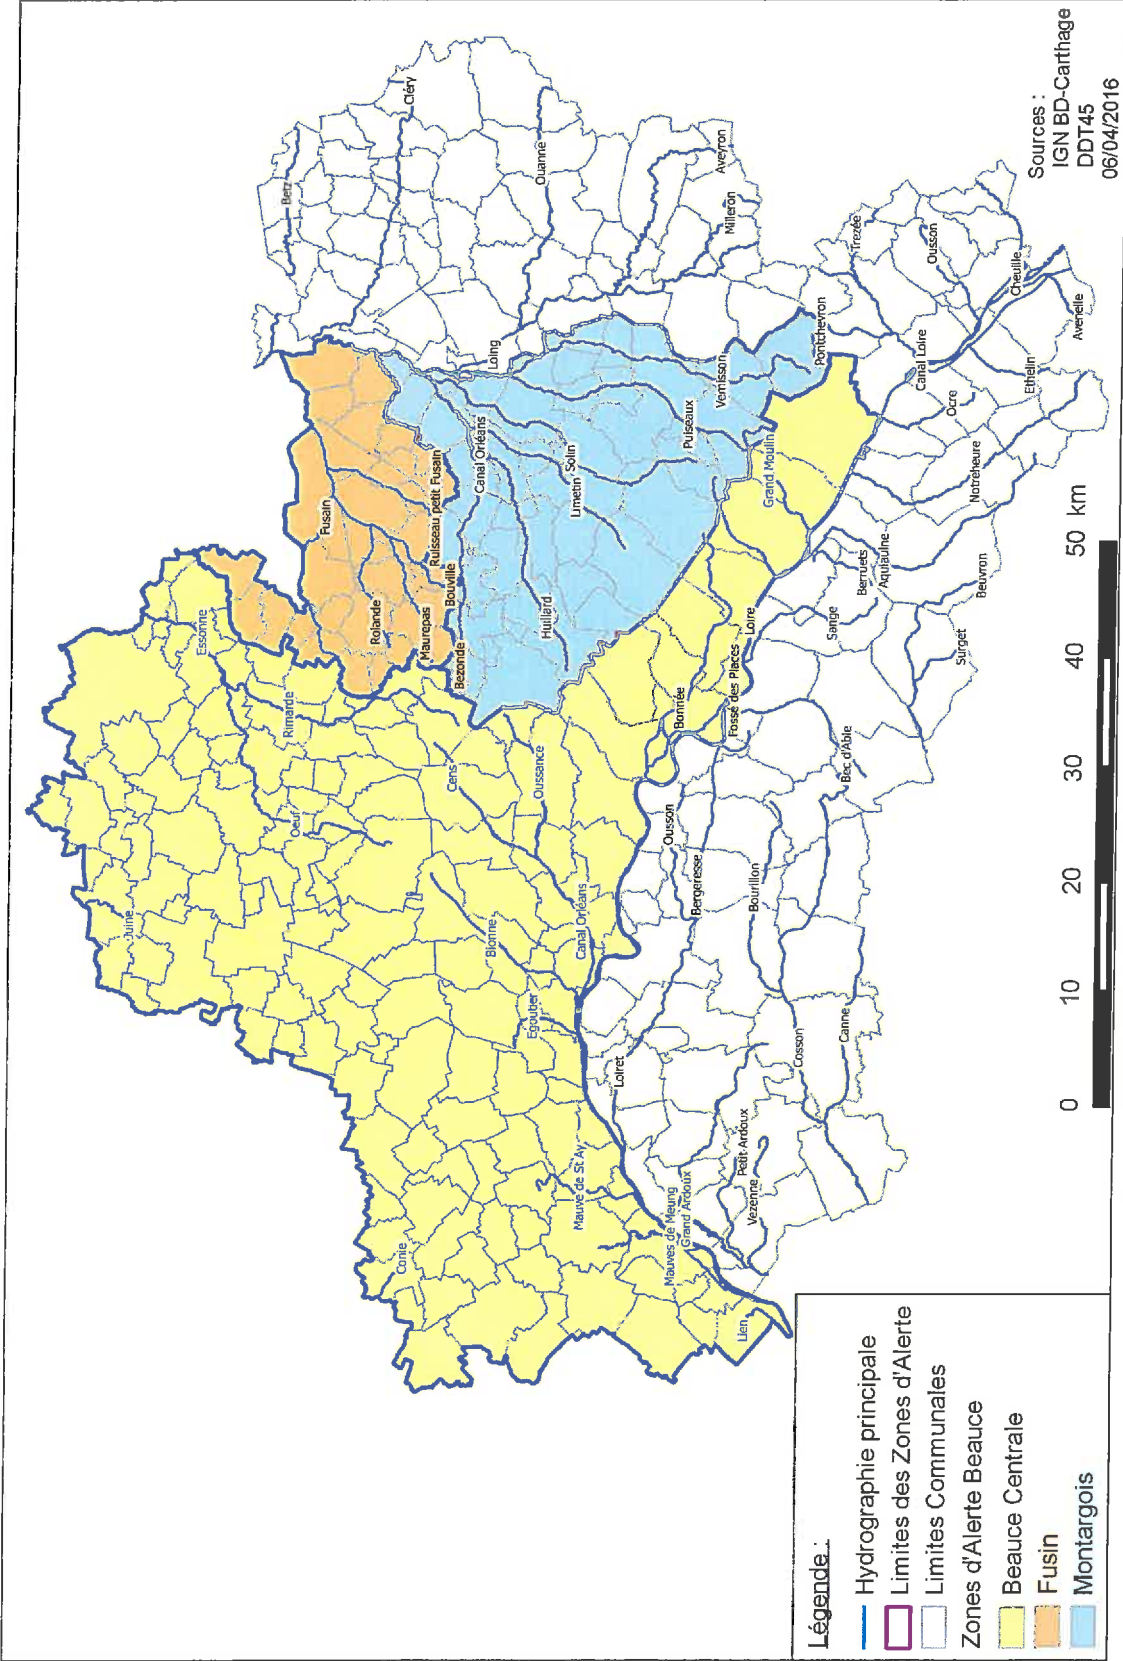 Betz
Cléry
Ouanne
Aveyron
Milleron
Trezée
Ousson
Cheuille
Avenelle
Loing
Vernisson
Pontchevron
Canal Loire
Ethelin
Ocre
Puiseaux
Notreheure
Fusain
Ruisseau petit Fusain
Canal Orléans
Solin
Limetin
Grand Moulin
Aquiaulne
Berruets
Beuvron
Bouville
Rolande
Maurepas
Bezonde
Huillard
Loire
Sange
Surget
Essonne
Rimarde
Bonnée
Fosse des Places
Bec d'Able
Cens
Oussance
Oeuf
Ousson
Bergeresse
Bourillon
Juine
Bionne
Canal Orléans
Egoutier
Loiret
Cosson
Canne
Petit Ardoux
Vezenne
Mauve de St Ay
Grand Ardoux
Mauves de Meung
Conie
Lien
0
10
20
30
40
50 km
Sources :
IGN BD-Carthage
DDT45
06/04/2016
Légende :
Hydrographie principale
Limites des Zones d'Alerte
Limites Communales
Zones d'Alerte Beauce
Beauce Centrale
Fusin
Montargois